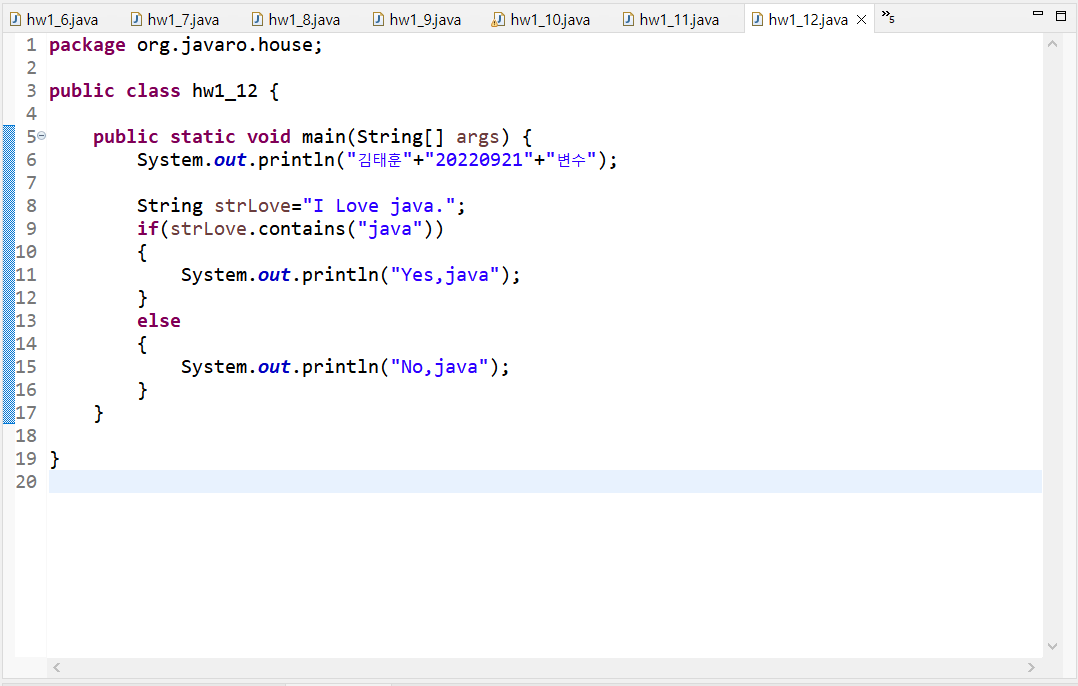 hw1_6.java hw1_7.java hw1_8.java hw1_9.java hw1_10.java hw1_11.java hw1_12.java »5
1 package org.javaro.house;
2
3 public class hw1_12 {
4
5     public static void main(String[] args) {
6         System.out.println("김태훈"+"20220921"+"변수");
7
8         String strLove="I Love java.";
9         if(strLove.contains("java"))
10         {
11             System.out.println("Yes,java");
12         }
13         else
14         {
15             System.out.println("No,java");
16         }
17     }
18
19 }
20